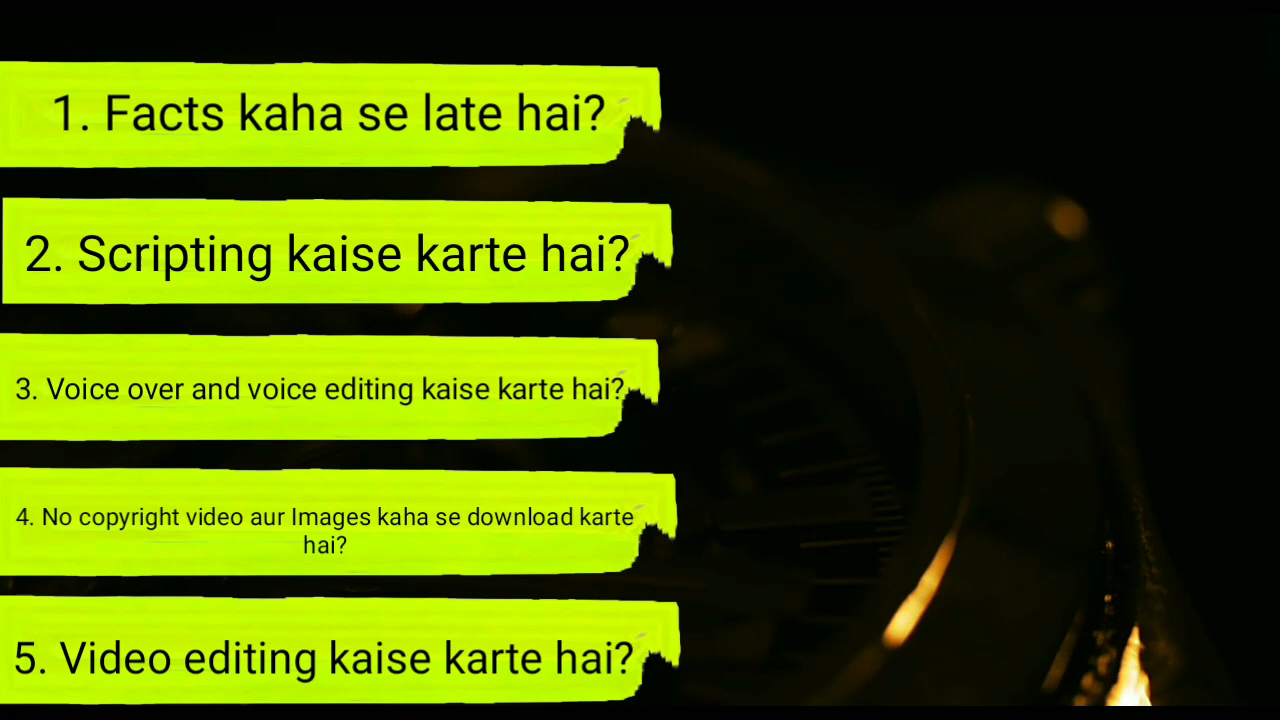 1. Facts kaha se late hai?
2. Scripting kaise karte hai?
3. Voice over and voice editing kaise karte hai?
4. No copyright video aur Images kaha se download karte
hai?
5. Video editing kaise karte hai?